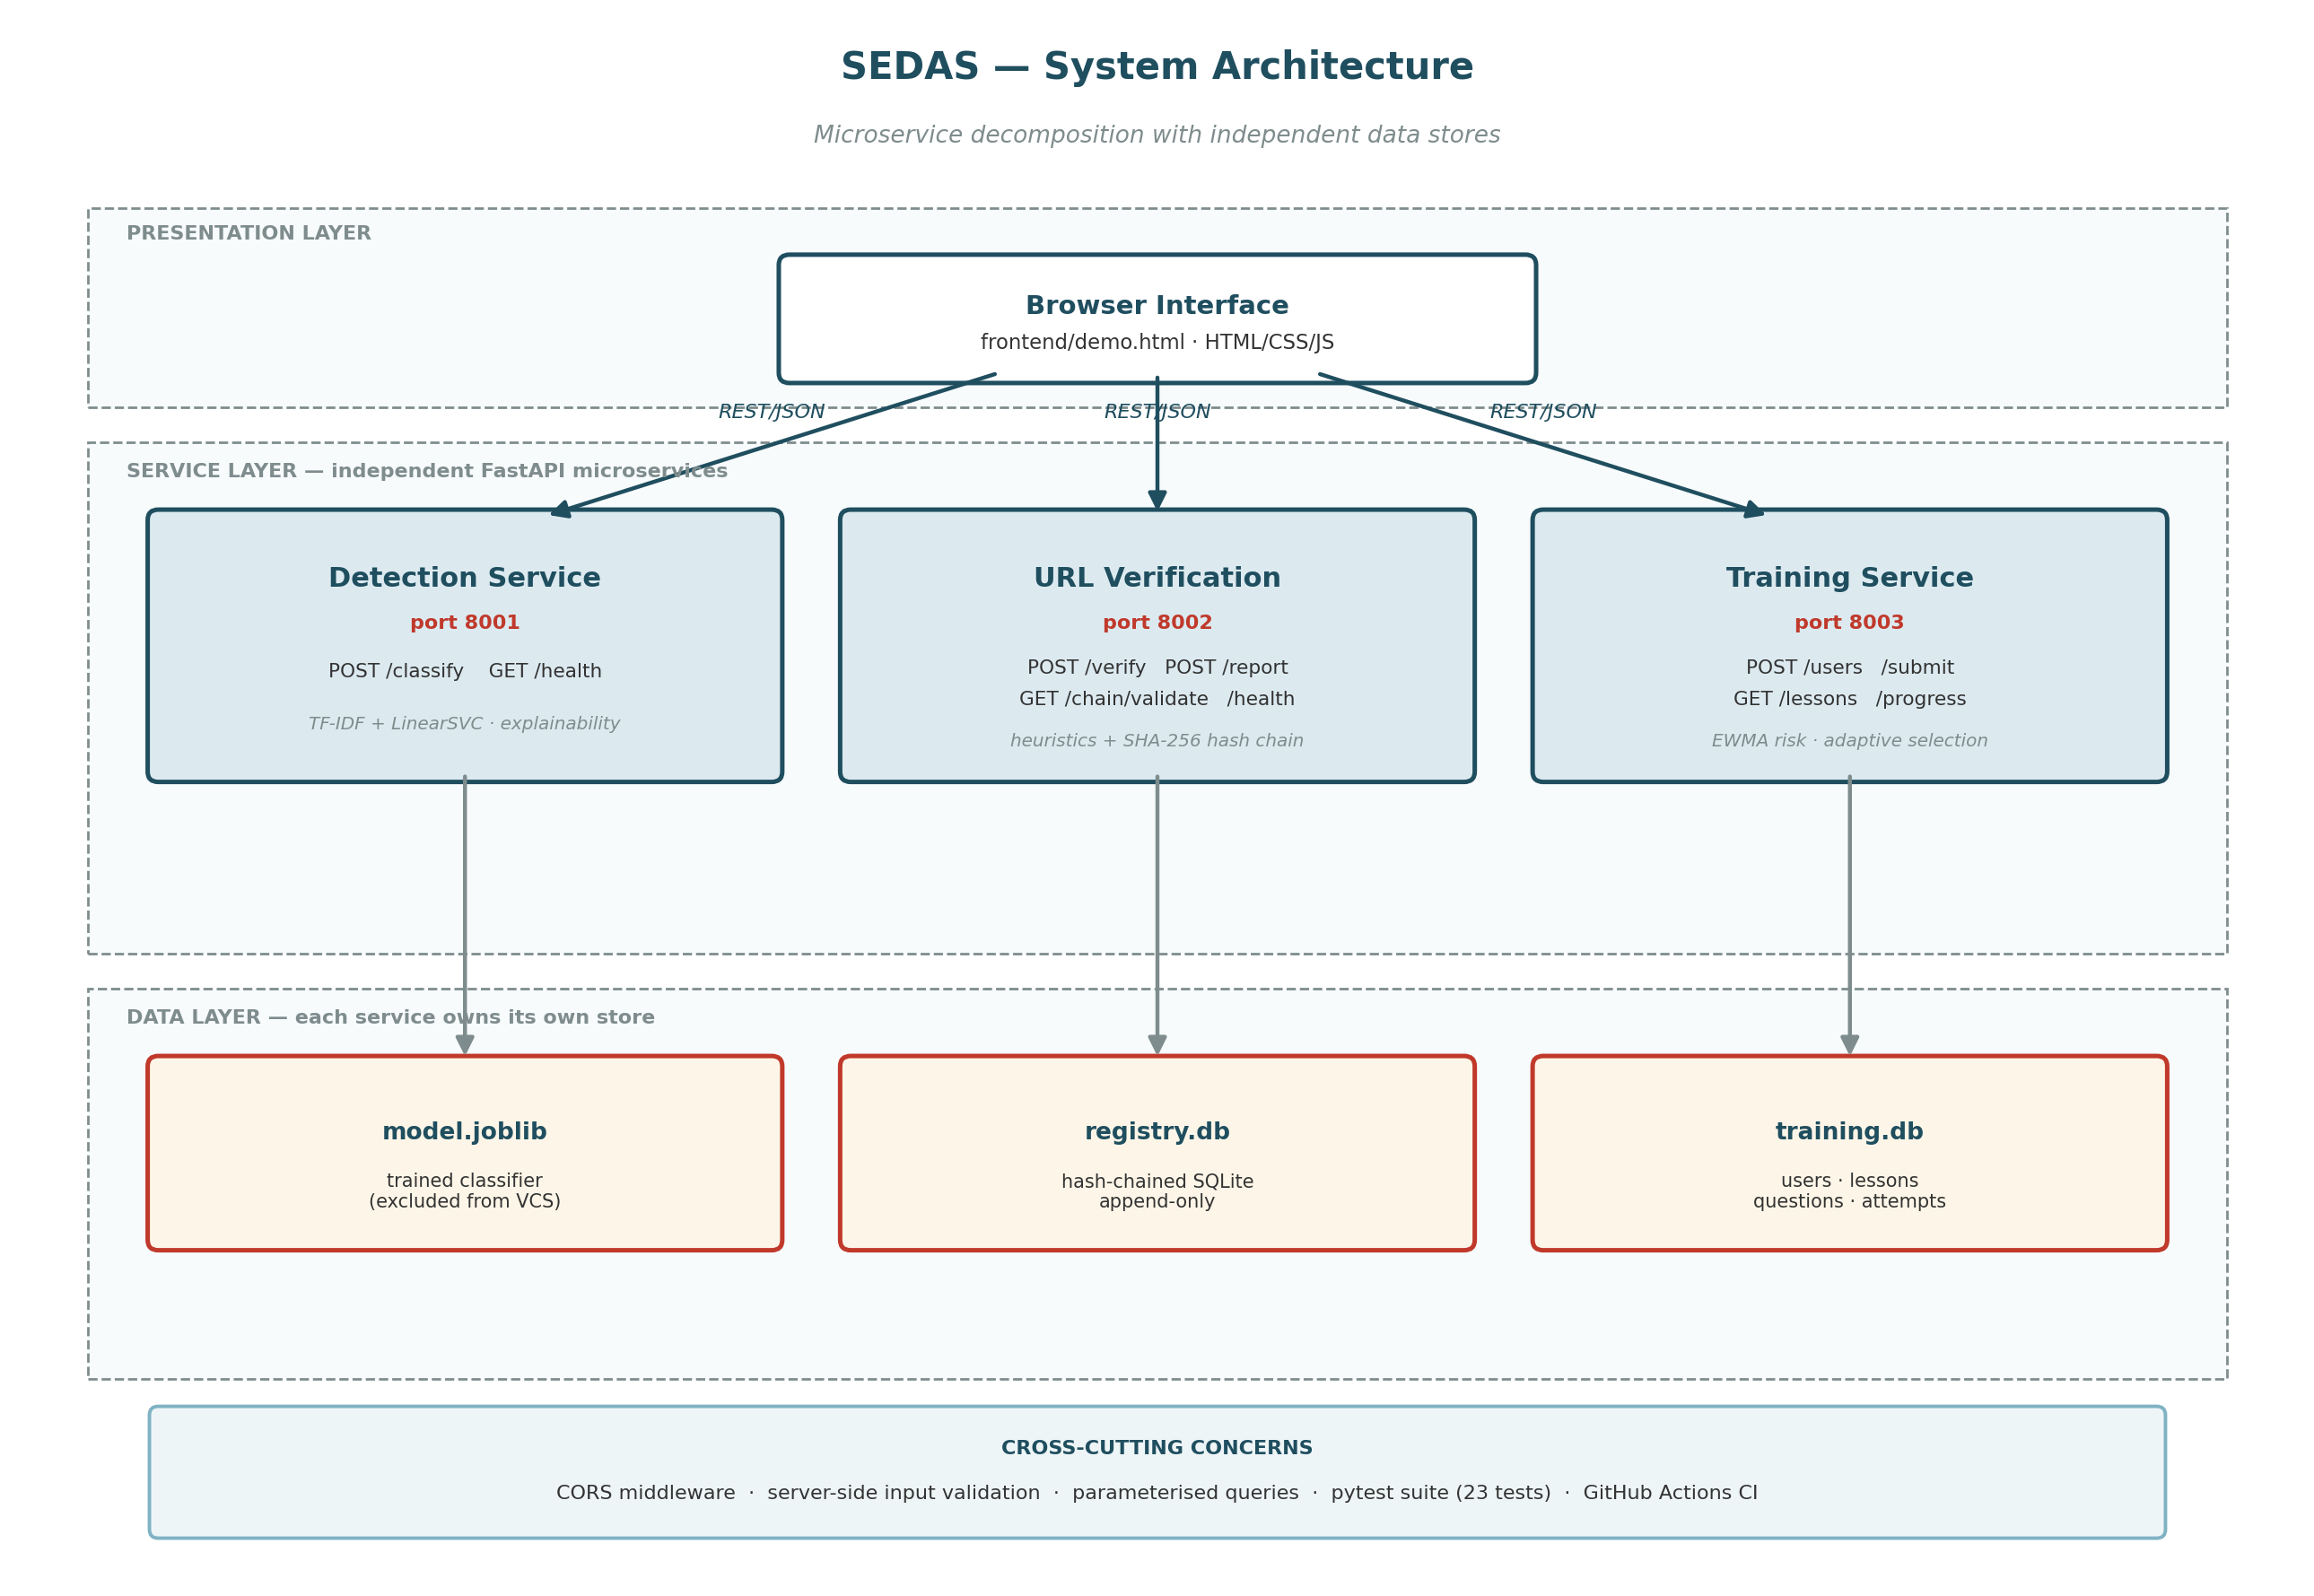 SEDAS — System Architecture
Microservice decomposition with independent data stores
PRESENTATION LAYER
Browser Interface
frontend/demo.html · HTML/CSS/JS
REST/JSON
REST/JSON
REST/JSON
SERVICE LAYER — independent FastAPI microservices
Detection Service
port 8001
POST /classify    GET /health
TF-IDF + LinearSVC · explainability
URL Verification
port 8002
POST /verify   POST /report
GET /chain/validate   /health
heuristics + SHA-256 hash chain
Training Service
port 8003
POST /users   /submit
GET /lessons   /progress
EWMA risk · adaptive selection
DATA LAYER — each service owns its own store
model.joblib
trained classifier
(excluded from VCS)
registry.db
hash-chained SQLite
append-only
training.db
users · lessons
questions · attempts
CROSS-CUTTING CONCERNS
CORS middleware  ·  server-side input validation  ·  parameterised queries  ·  pytest suite (23 tests)  ·  GitHub Actions CI